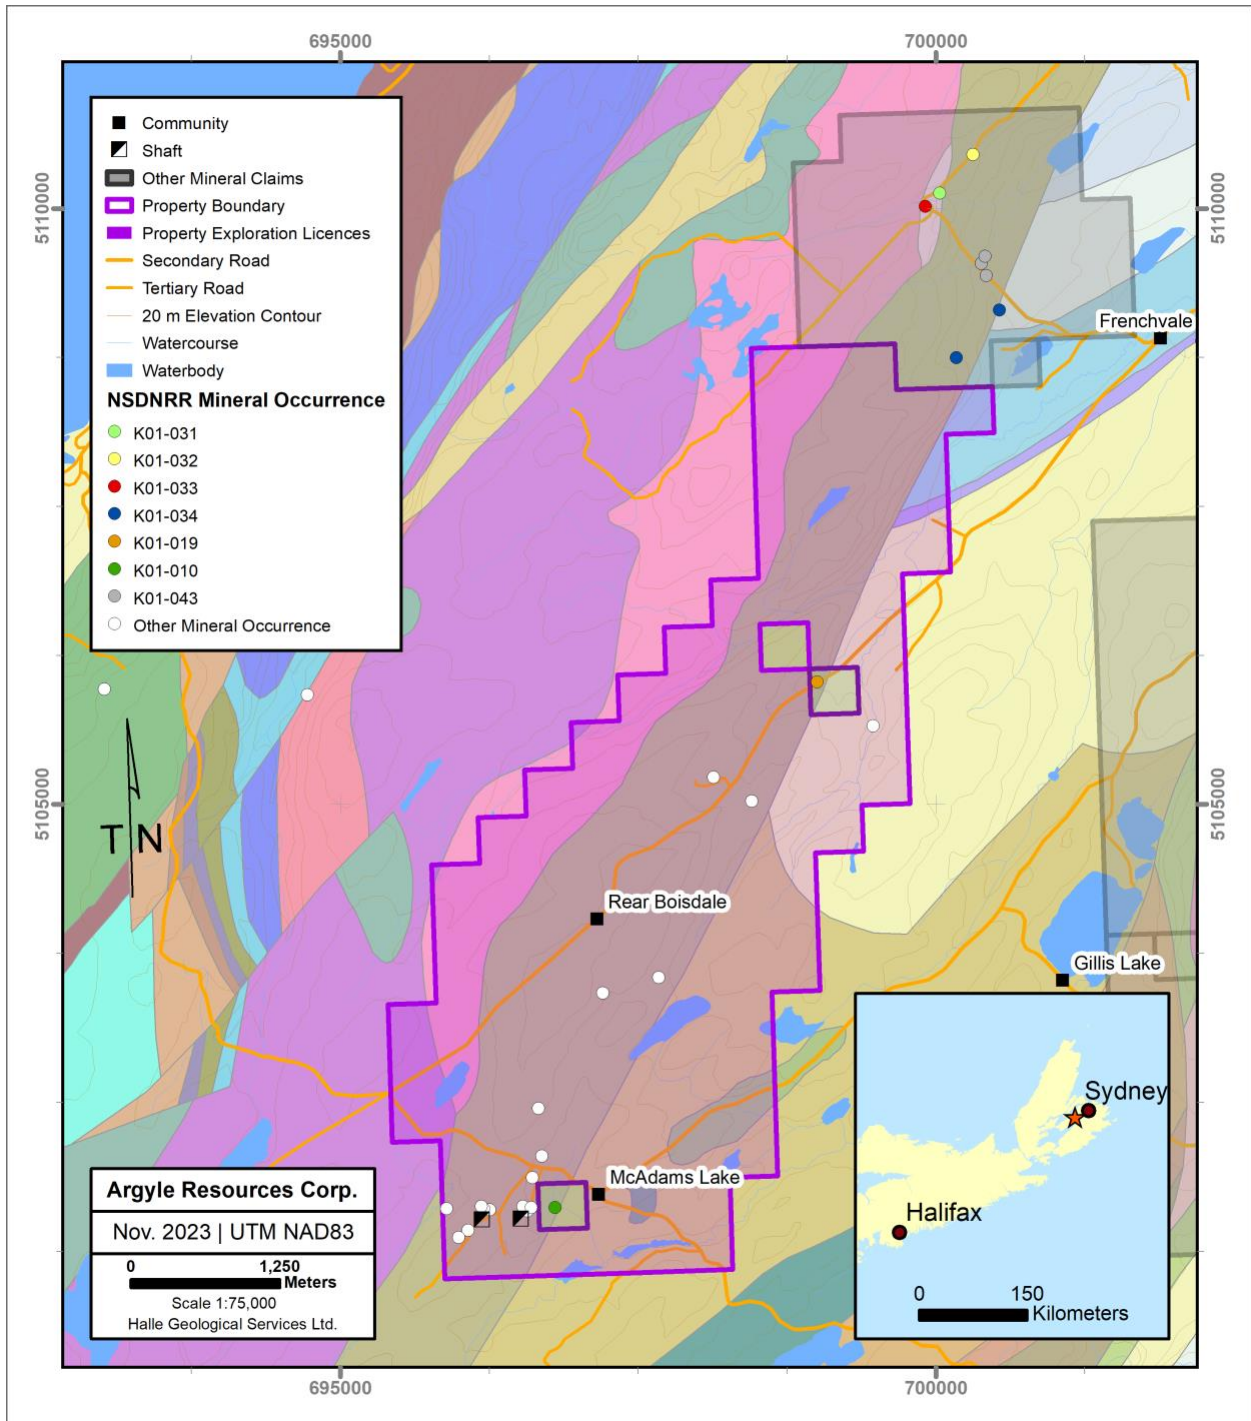 695000
700000
5110000
5110000
Community
Shaft
Other Mineral Claims
Property Boundary
Property Exploration Licences
Secondary Road
Tertiary Road
20 m Elevation Contour
Watercourse
Waterbody
NSDNRR Mineral Occurrence
K01-031
K01-032
K01-033
K01-034
K01-019
K01-010
K01-043
Other Mineral Occurrence
Frenchvale
5105000
5105000
T N
Rear Boisdale
Gillis Lake
McAdams Lake
Argyle Resources Corp.
Nov. 2023 | UTM NAD83
0 1,250
Meters
Scale 1:75,000
Halle Geological Services Ltd.
Sydney
Halifax
0 150
Kilometers
695000
700000